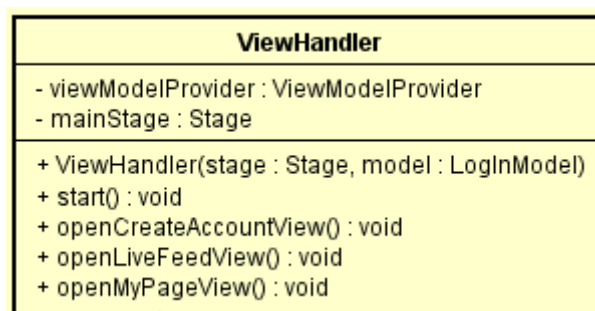 ViewHandler
- viewModelProvider : ViewModelProvider
- mainStage : Stage
+ ViewHandler(stage : Stage, model : LogInModel)
+ start() : void
+ openCreateAccountView() : void
+ openLiveFeedView() : void
+ openMyPageView() : void